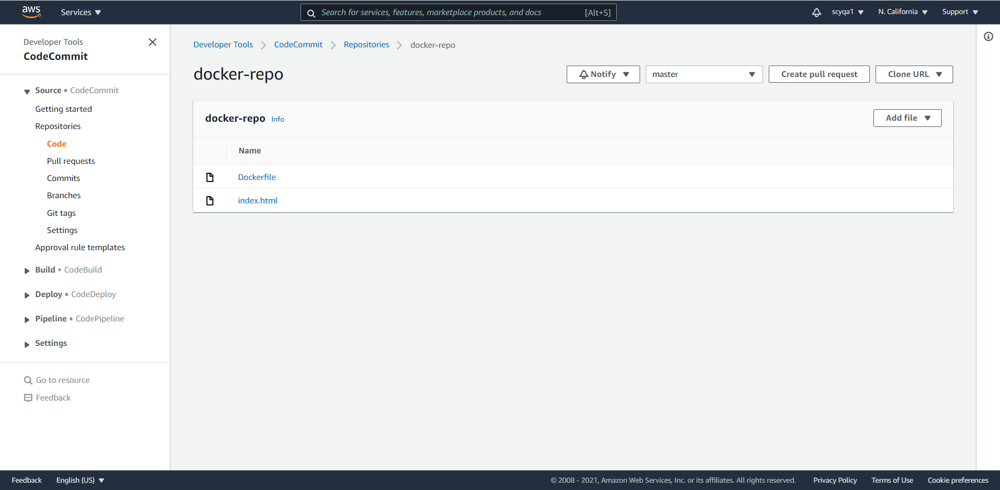 aws
Services
Search for services, features, marketplace products, and docs [Alt+S]
scyqa1
N. California
Support
Developer Tools
CodeCommit
Source • CodeCommit
Getting started
Repositories
Code
Pull requests
Commits
Branches
Git tags
Settings
Approval rule templates
Build • CodeBuild
Deploy • CodeDeploy
Pipeline • CodePipeline
Settings
Go to resource
Feedback
Developer Tools
CodeCommit
Repositories
docker-repo
docker-repo
Notify
master
Create pull request
Clone URL
docker-repo Info
Add file
Name
Dockerfile
index.html
Feedback
English (US)
© 2008 - 2021, Amazon Web Services, Inc. or its affiliates. All rights reserved.
Privacy Policy
Terms of Use
Cookie preferences